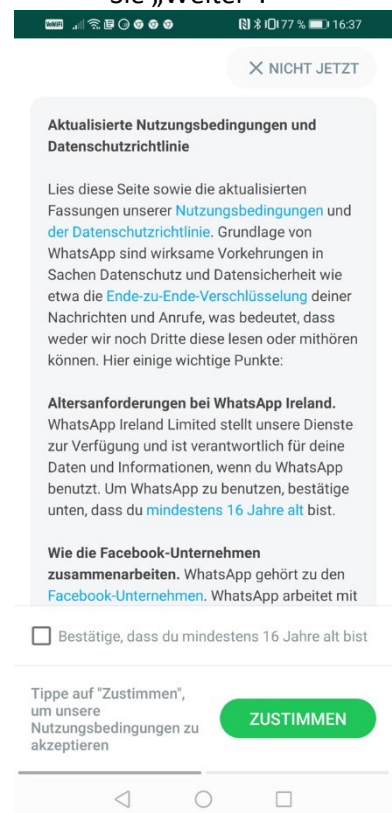 Sie „Weiter“.
VoWiFi 77 % 16:37
X NICHT JETZT
Aktualisierte Nutzungsbedingungen und
Datenschutzrichtlinie
Lies diese Seite sowie die aktualisierten
Fassungen unserer Nutzungsbedingungen und
der Datenschutzrichtlinie. Grundlage von
WhatsApp sind wirksame Vorkehrungen in
Sachen Datenschutz und Datensicherheit wie
etwa die Ende-zu-Ende-Verschlüsselung deiner
Nachrichten und Anrufe, was bedeutet, dass
weder wir noch Dritte diese lesen oder mithören
können. Hier einige wichtige Punkte:
Altersanforderungen bei WhatsApp Ireland.
WhatsApp Ireland Limited stellt unsere Dienste
zur Verfügung und ist verantwortlich für deine
Daten und Informationen, wenn du WhatsApp
benutzt. Um WhatsApp zu benutzen, bestätige
unten, dass du mindestens 16 Jahre alt bist.
Wie die Facebook-Unternehmen
zusammenarbeiten. WhatsApp gehört zu den
Facebook-Unternehmen. WhatsApp arbeitet mit
Bestätige, dass du mindestens 16 Jahre alt bist
Tippe auf "Zustimmen",
um unsere
Nutzungsbedingungen zu
akzeptieren
ZUSTIMMEN